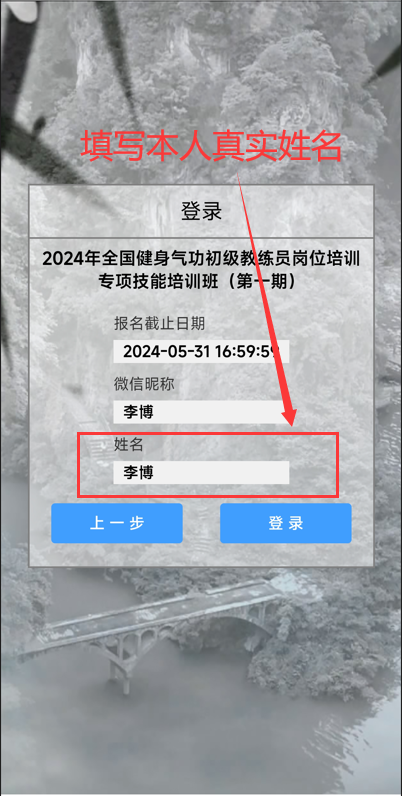 填写本人真实姓名
登录
2024年全国健身气功初级教练员岗位培训
专项技能培训班（第一期）
报名截止日期
2024-05-31 16:59:59
微信昵称
李博
姓名
李博
上一步
登录